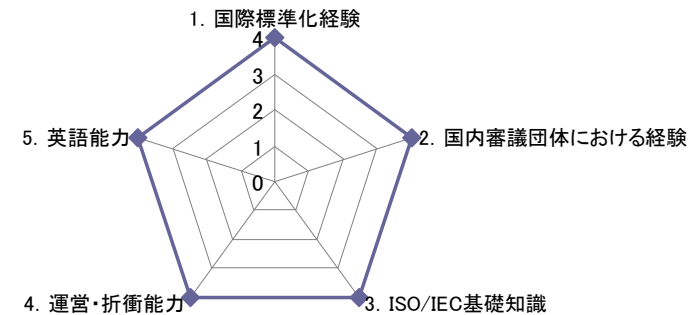 1. 国際標準化経験
4
3
2
1
0
5. 英語能力
2. 国内審議団体における経験
4. 運営・折衝能力
3. ISO/IEC基礎知識